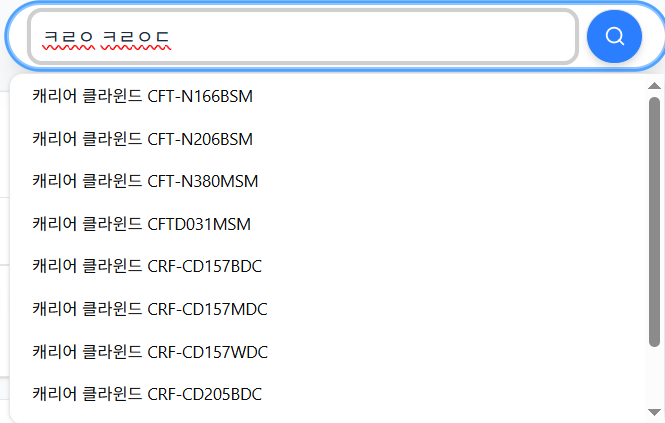 ㅋㄹㅇ ㅋㄹㅇㄷ
캐리어 클라윈드 CFT-N166BSM
캐리어 클라윈드 CFT-N206BSM
캐리어 클라윈드 CFT-N380MSM
캐리어 클라윈드 CFTD031MSM
캐리어 클라윈드 CRF-CD157BDC
캐리어 클라윈드 CRF-CD157MDC
캐리어 클라윈드 CRF-CD157WDC
캐리어 클라윈드 CRF-CD205BDC